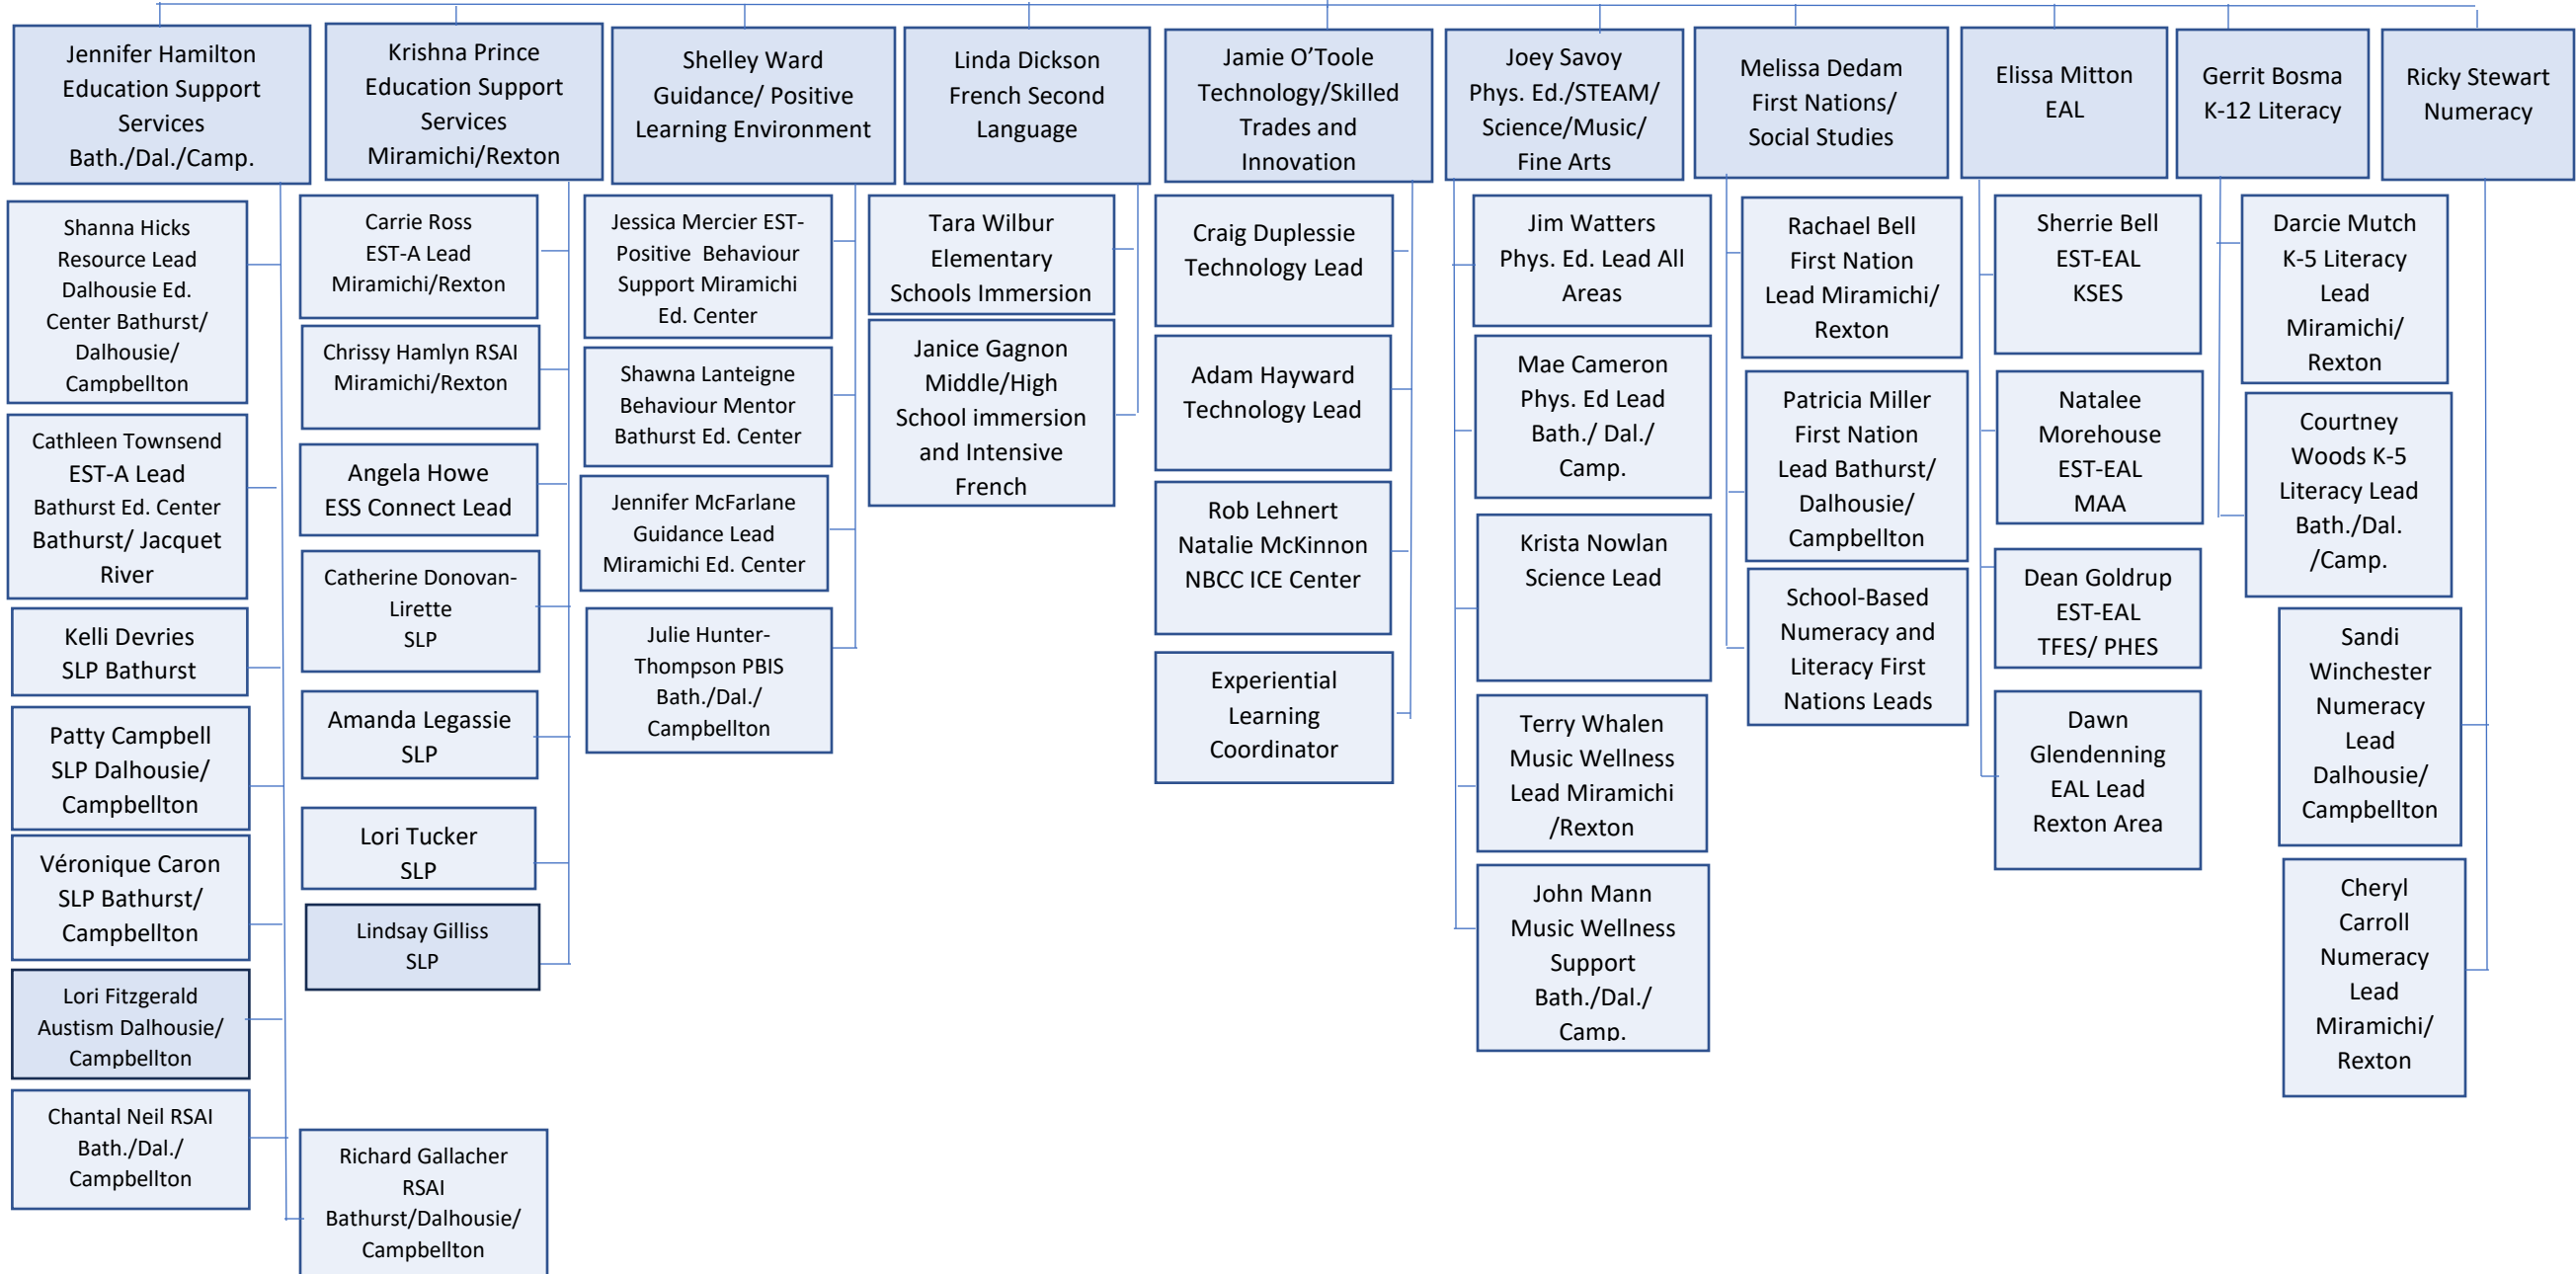 Jennifer Hamilton
Education Support
Services
Bath./Dal./Camp.
Krishna Prince
Education Support
Services
Miramichi/Rexton
Shelley Ward
Guidance/ Positive
Learning Environment
Linda Dickson
French Second
Language
Jamie O’Toole
Technology/Skilled
Trades and
Innovation
Joey Savoy
Phys. Ed./STEAM/
Science/Music/
Fine Arts
Melissa Dedam
First Nations/
Social Studies
Elissa Mitton
EAL
Gerrit Bosma
K-12 Literacy
Ricky Stewart
Numeracy
Shanna Hicks
Resource Lead
Dalhousie Ed.
Center Bathurst/
Dalhousie/
Campbellton
Cathleen Townsend
EST-A Lead
Bathurst Ed. Center
Bathurst/ Jacquet
River
Kelli Devries
SLP Bathurst
Patty Campbell
SLP Dalhousie/
Campbellton
Véronique Caron
SLP Bathurst/
Campbellton
Lori Fitzgerald
Austism Dalhousie/
Campbellton
Chantal Neil RSAI
Bath./Dal./
Campbellton
Richard Gallacher
RSAI
Bathurst/Dalhousie/
Campbellton
Carrie Ross
EST-A Lead
Miramichi/Rexton
Chrissy Hamlyn RSAI
Miramichi/Rexton
Angela Howe
ESS Connect Lead
Catherine Donovan-
Lirette
SLP
Amanda Legassie
SLP
Lori Tucker
SLP
Lindsay Gilliss
SLP
Jessica Mercier EST-
Positive Behaviour
Support Miramichi
Ed. Center
Shawna Lanteigne
Behaviour Mentor
Bathurst Ed. Center
Jennifer McFarlane
Guidance Lead
Miramichi Ed. Center
Julie Hunter-
Thompson PBIS
Bath./Dal./
Campbellton
Tara Wilbur
Elementary
Schools Immersion
Janice Gagnon
Middle/High
School immersion
and Intensive
French
Craig Duplessie
Technology Lead
Adam Hayward
Technology Lead
Rob Lehnert
Natalie McKinnon
NBCC ICE Center
Experiential
Learning
Coordinator
Jim Watters
Phys. Ed. Lead All
Areas
Mae Cameron
Phys. Ed Lead
Bath./ Dal./
Camp.
Krista Nowlan
Science Lead
Terry Whalen
Music Wellness
Lead Miramichi
/Rexton
John Mann
Music Wellness
Support
Bath./Dal./
Camp.
Rachael Bell
First Nation
Lead Miramichi/
Rexton
Patricia Miller
First Nation
Lead Bathurst/
Dalhousie/
Campbellton
School-Based
Numeracy and
Literacy First
Nations Leads
Sherrie Bell
EST-EAL
KSES
Natalee
Morehouse
EST-EAL
MAA
Dean Goldrup
EST-EAL
TFES/ PHES
Dawn
Glendenning
EAL Lead
Rexton Area
Darcie Mutch
K-5 Literacy
Lead
Miramichi/
Rexton
Courtney
Woods K-5
Literacy Lead
Bath./Dal.
/Camp.
Sandi
Winchester
Numeracy
Lead
Dalhousie/
Campbellton
Cheryl
Carroll
Numeracy
Lead
Miramichi/
Rexton